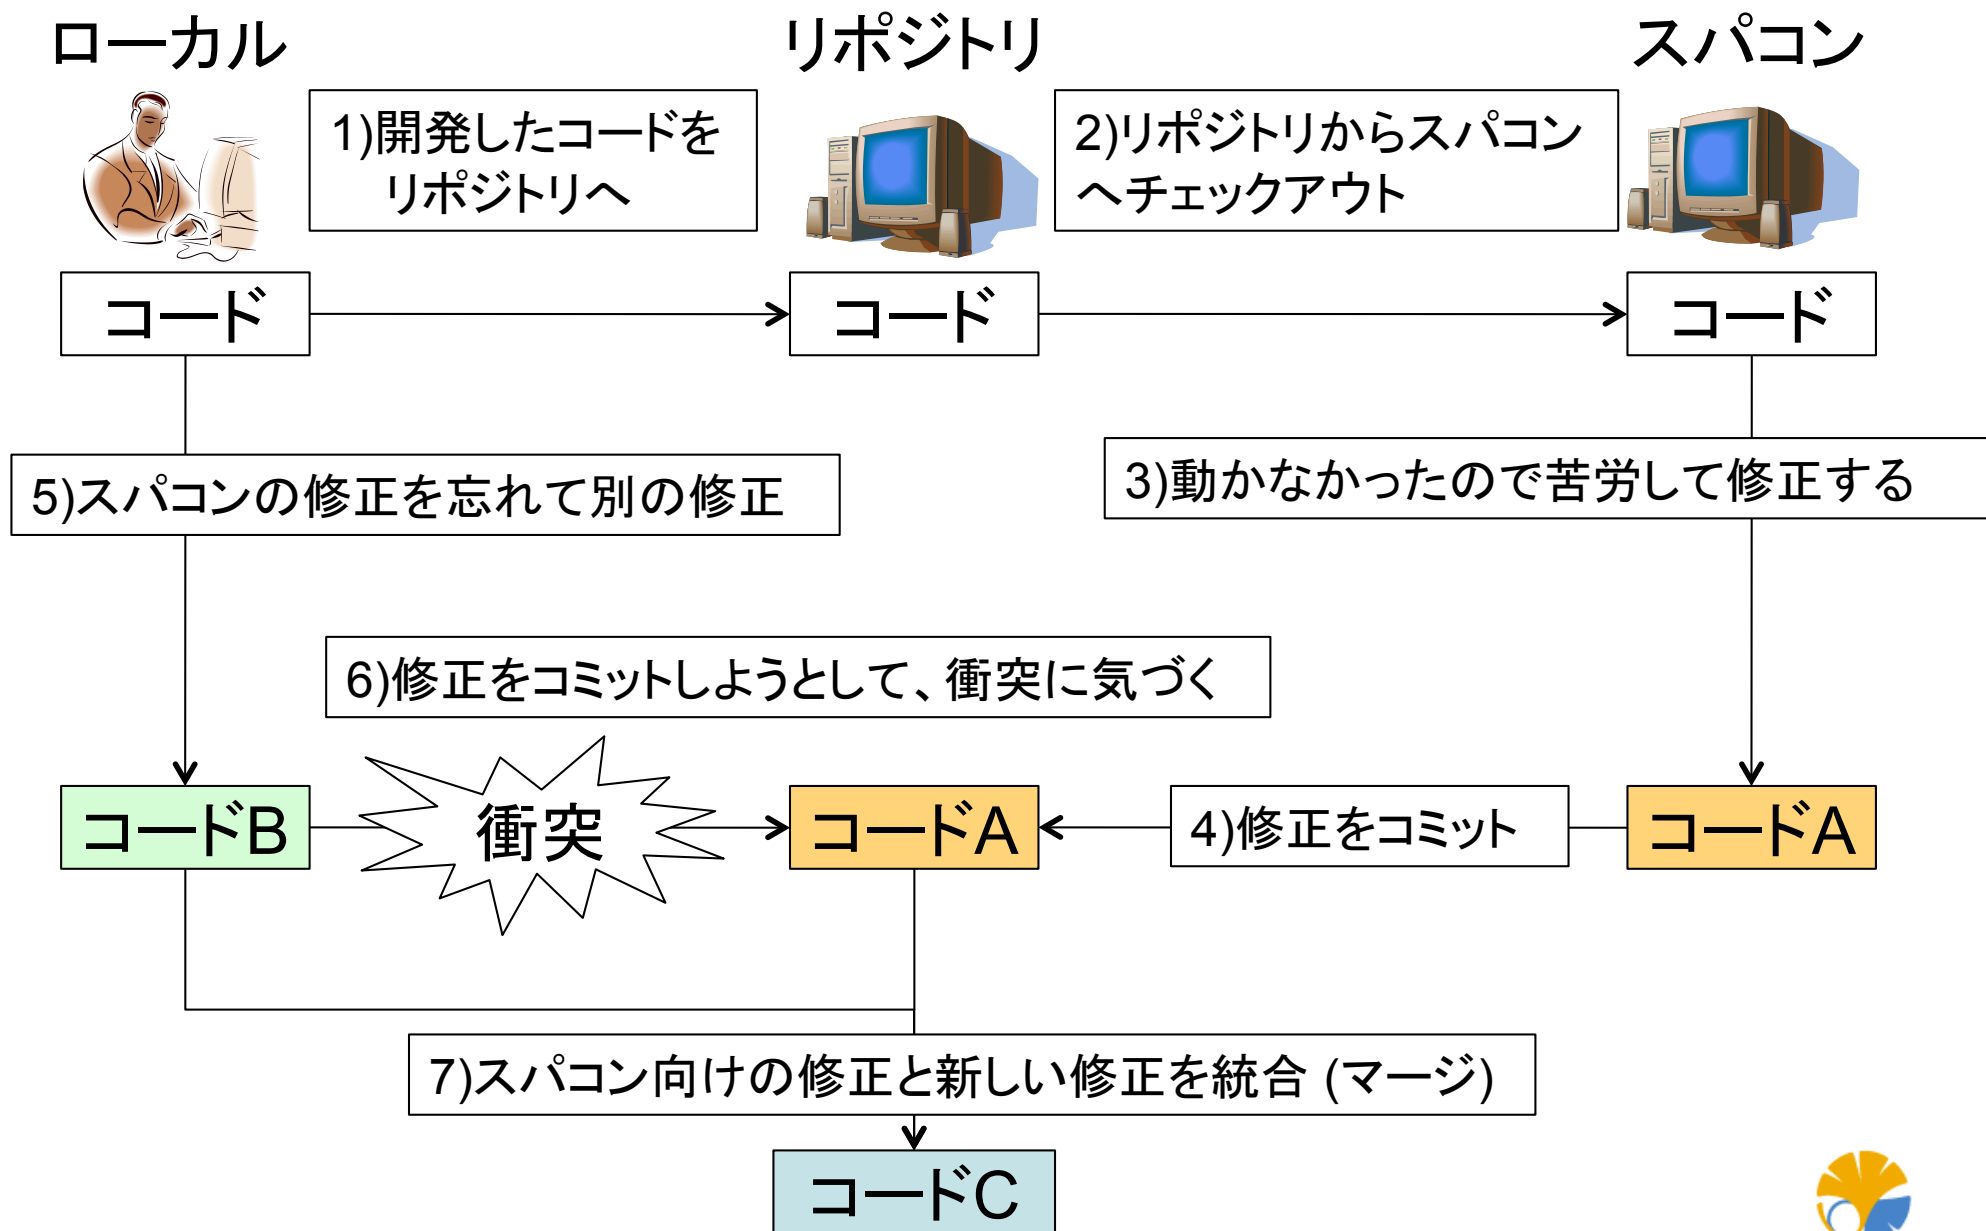 ローカル
リポジトリ
スパコン
1)開発したコードを
リポジトリへ
2)リポジトリからスパコン
へチェックアウト
コード
コード
コード
5)スパコンの修正を忘れて別の修正
3)動かなかったので苦労して修正する
6)修正をコミットしようとして、衝突に気づく
コードB
衝突
コードA
4)修正をコミット
コードA
7)スパコン向けの修正と新しい修正を統合 (マージ)
コードC